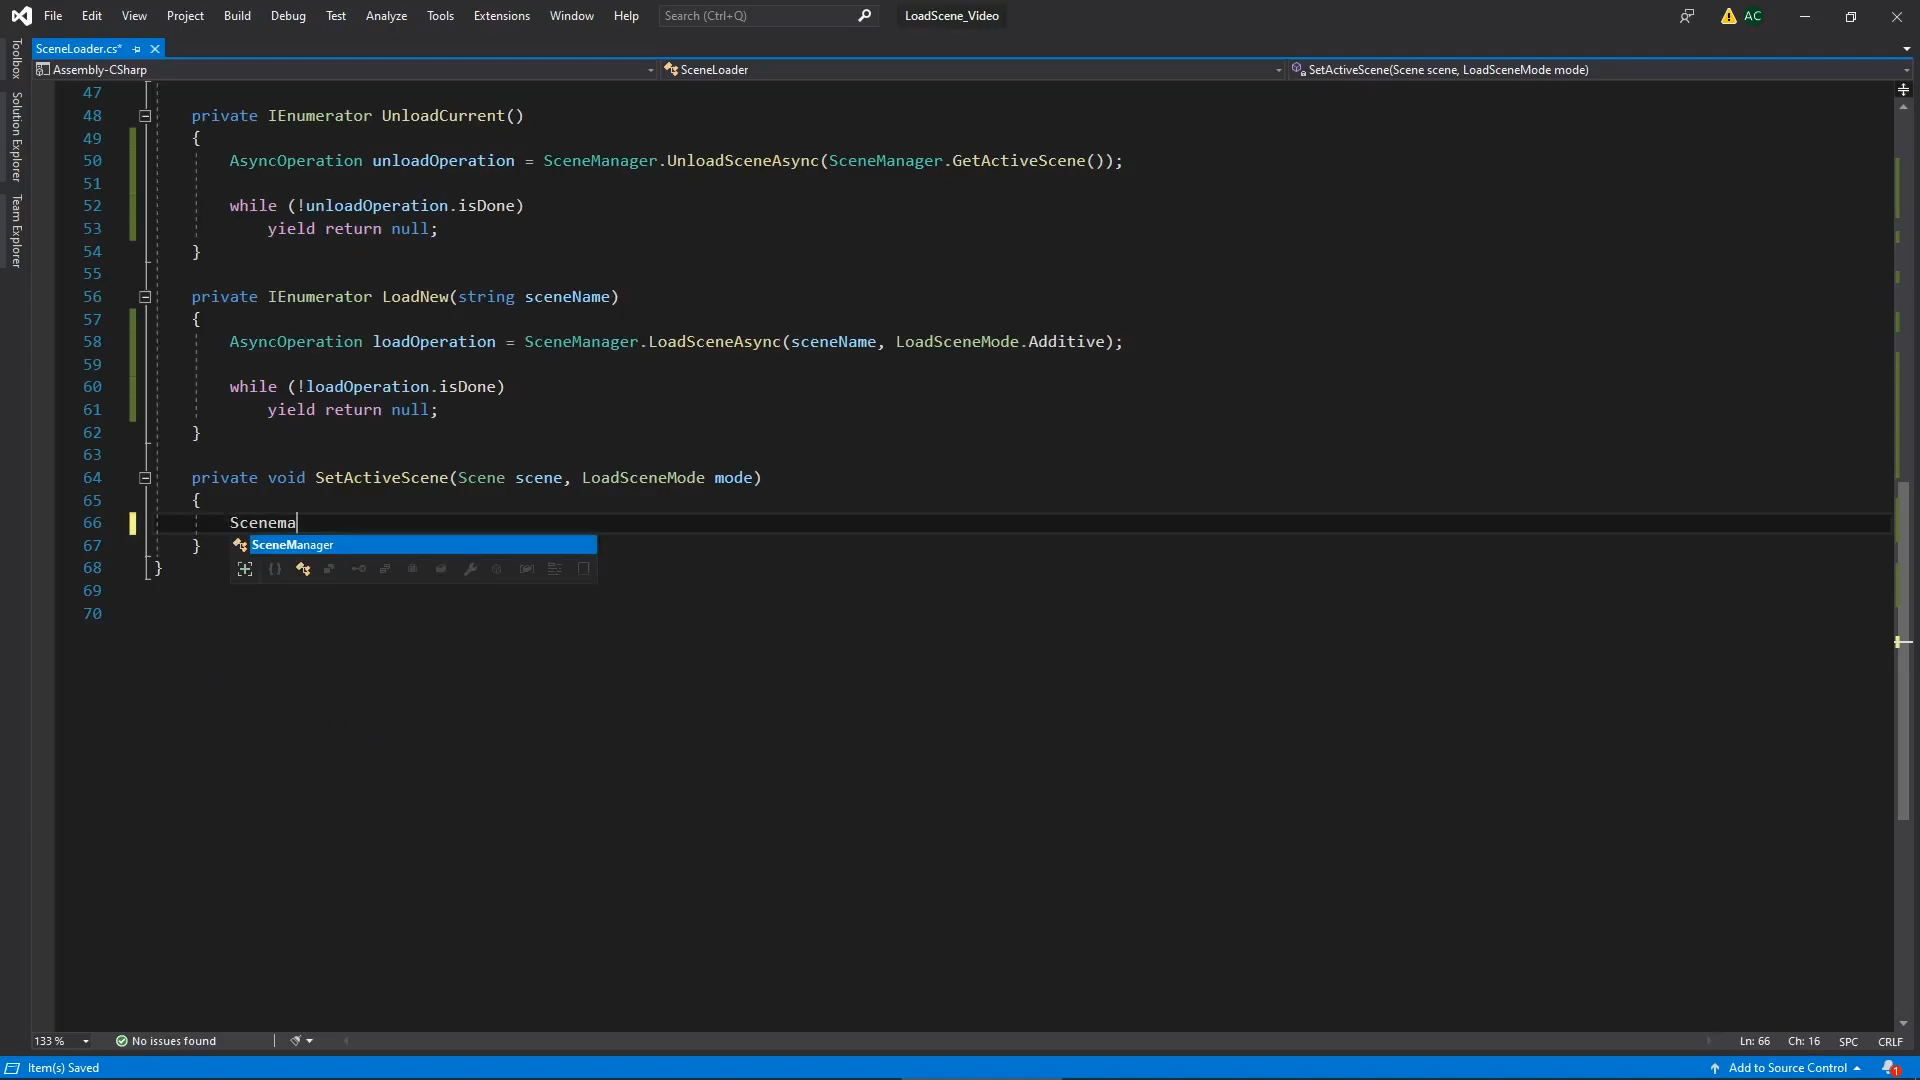 File Edit View Project Build Debug Test Analyze Tools Extensions Window Help Search (Ctrl+Q) LoadScene_Video AC
SceneLoader.cs*
Assembly-CSharp SceneLoader SetActiveScene(Scene scene, LoadSceneMode mode)
Toolbox
Solution Explorer
Team Explorer
47
48 private IEnumerator UnloadCurrent()
49 {
50 AsyncOperation unloadOperation = SceneManager.UnloadSceneAsync(SceneManager.GetActiveScene());
51
52 while (!unloadOperation.isDone)
53 yield return null;
54 }
55
56 private IEnumerator LoadNew(string sceneName)
57 {
58 AsyncOperation loadOperation = SceneManager.LoadSceneAsync(sceneName, LoadSceneMode.Additive);
59
60 while (!loadOperation.isDone)
61 yield return null;
62 }
63
64 private void SetActiveScene(Scene scene, LoadSceneMode mode)
65 {
66 Scenema
SceneManager
67 }
68 }
69
70
133 % No issues found Ln: 66 Ch: 16 SPC CRLF
Item(s) Saved Add to Source Control 1